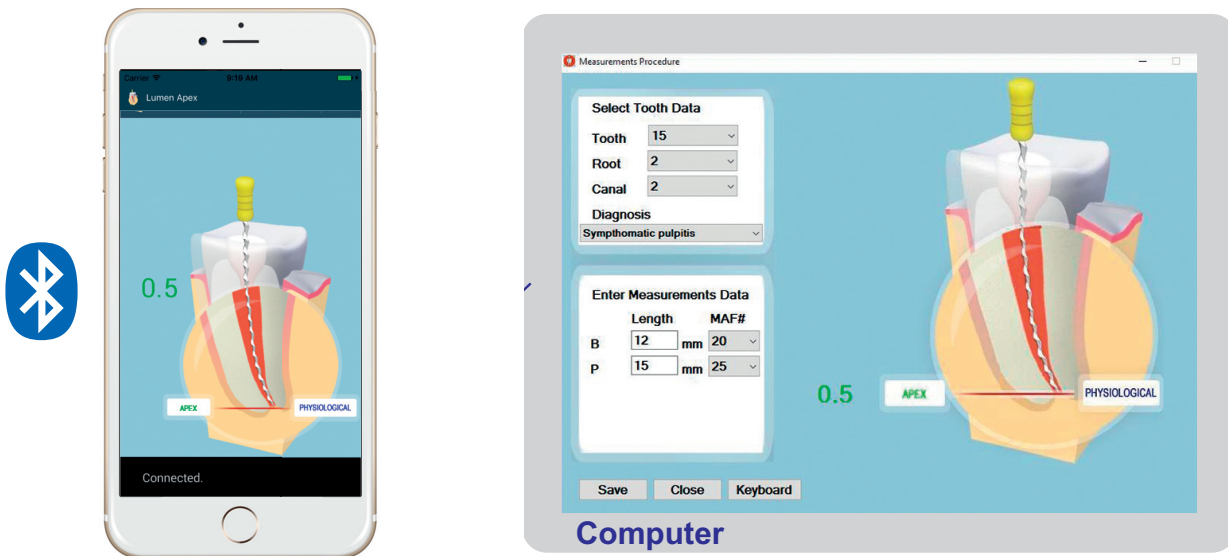 Carrier 9:19 AM
Lumen Apex
0.5
APEX PHYSIOLOGICAL
Connected.
Measurements Procedure
Select Tooth Data
Tooth 15
Root 2
Canal 2
Diagnosis
Sympthomatic pulpitis
Enter Measurements Data
Length MAF#
B 12 mm 20
P 15 mm 25
Save Close Keyboard
0.5 APEX PHYSIOLOGICAL
Computer